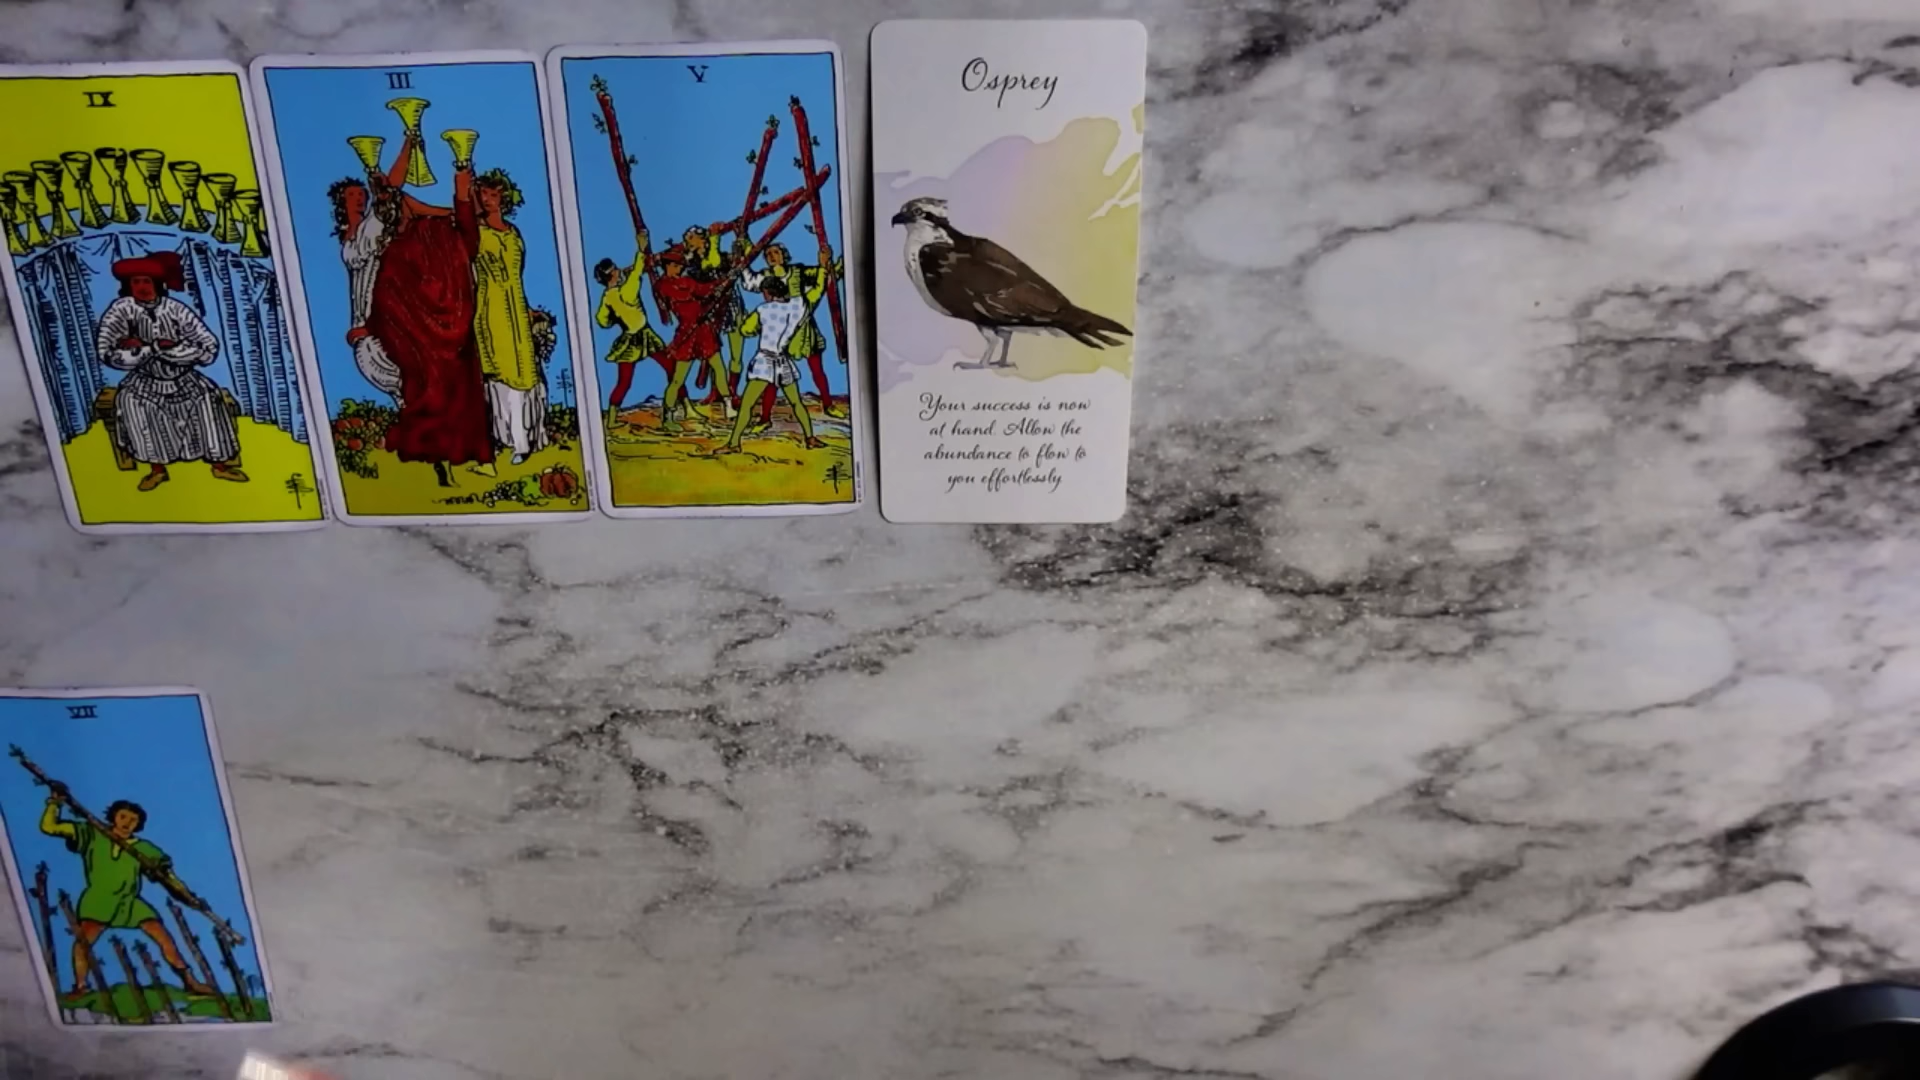 IX
III
V
Osprey
Your success is now
at hand. Allow the
abundance to flow to
you effortlessly
VII